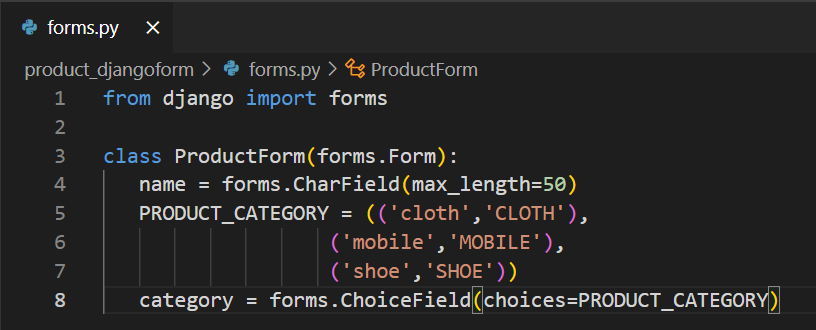 forms.py ×
product_djangoform > forms.py > ProductForm
1 from django import forms
2
3 class ProductForm(forms.Form):
4 name = forms.CharField(max_length=50)
5 PRODUCT_CATEGORY = (('cloth','CLOTH'),
6 ('mobile','MOBILE'),
7 ('shoe','SHOE'))
8 category = forms.ChoiceField(choices=PRODUCT_CATEGORY)